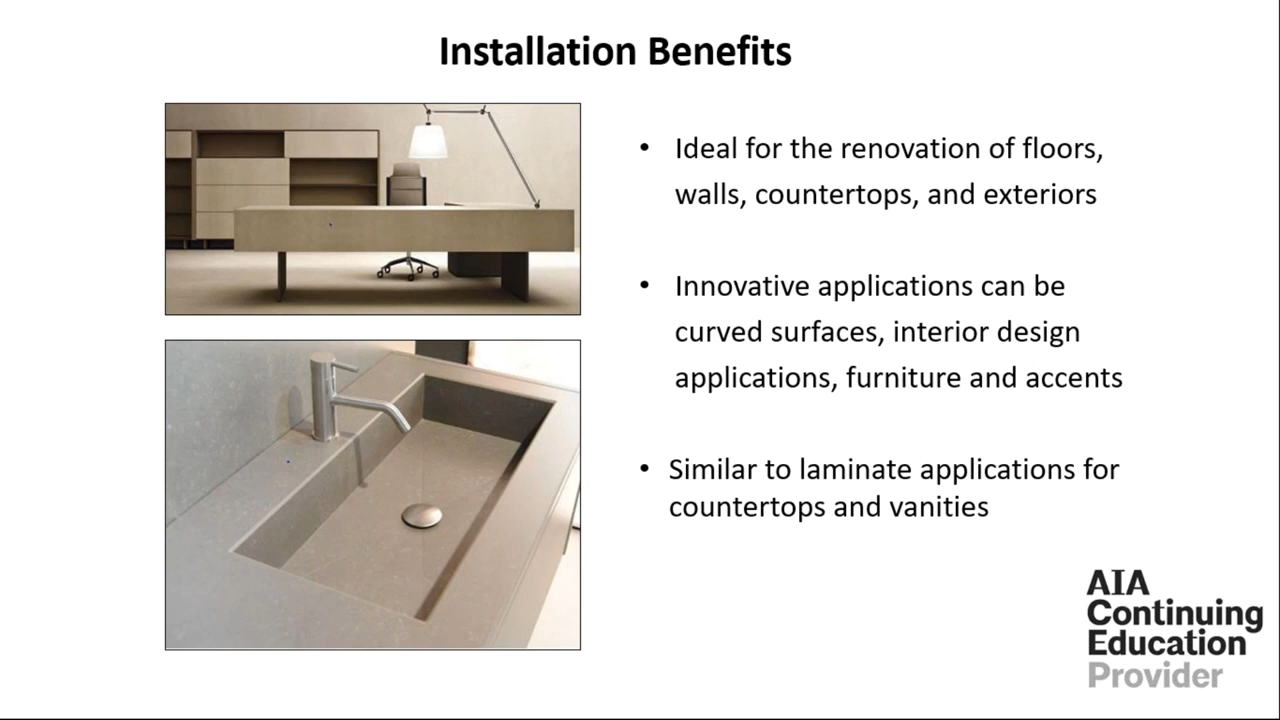 Installation Benefits
• Ideal for the renovation of floors,
walls, countertops, and exteriors
• Innovative applications can be
curved surfaces, interior design
applications, furniture and accents
• Similar to laminate applications for
countertops and vanities
AIA
Continuing
Education
Provider